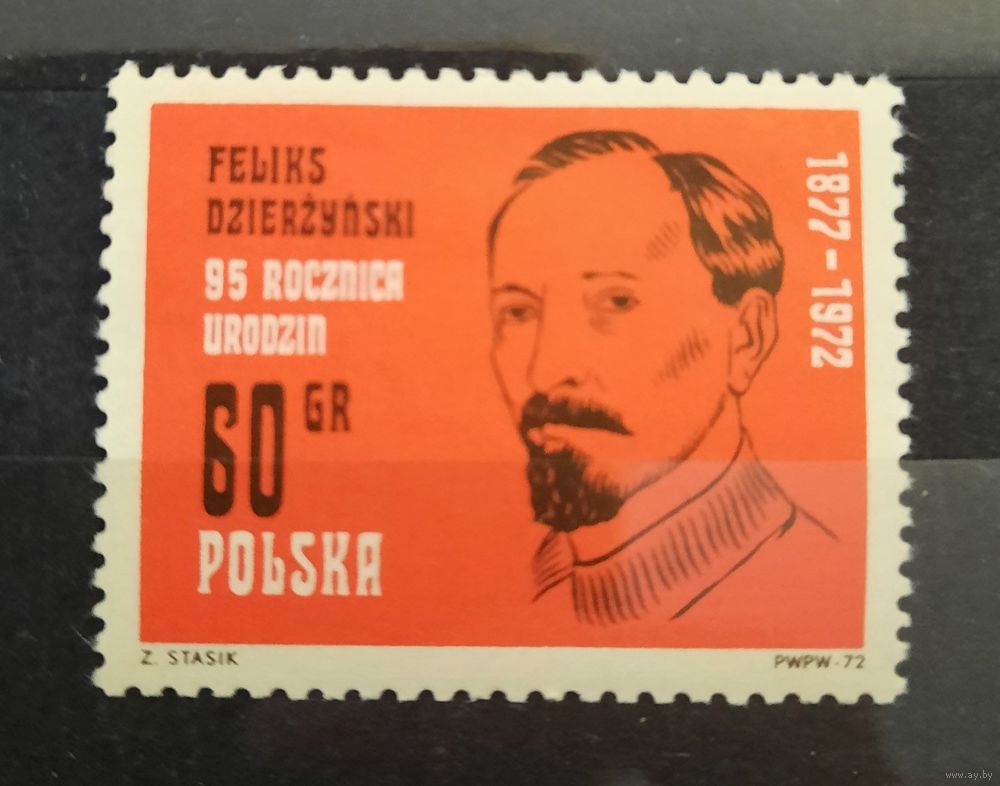 FELIKS
DZIERŻYŃSKI
95 ROCZNICA
URODZIN
60 GR
POLSKA
1877-1972
Z. STASIK
PWPW-72
www.ay.by